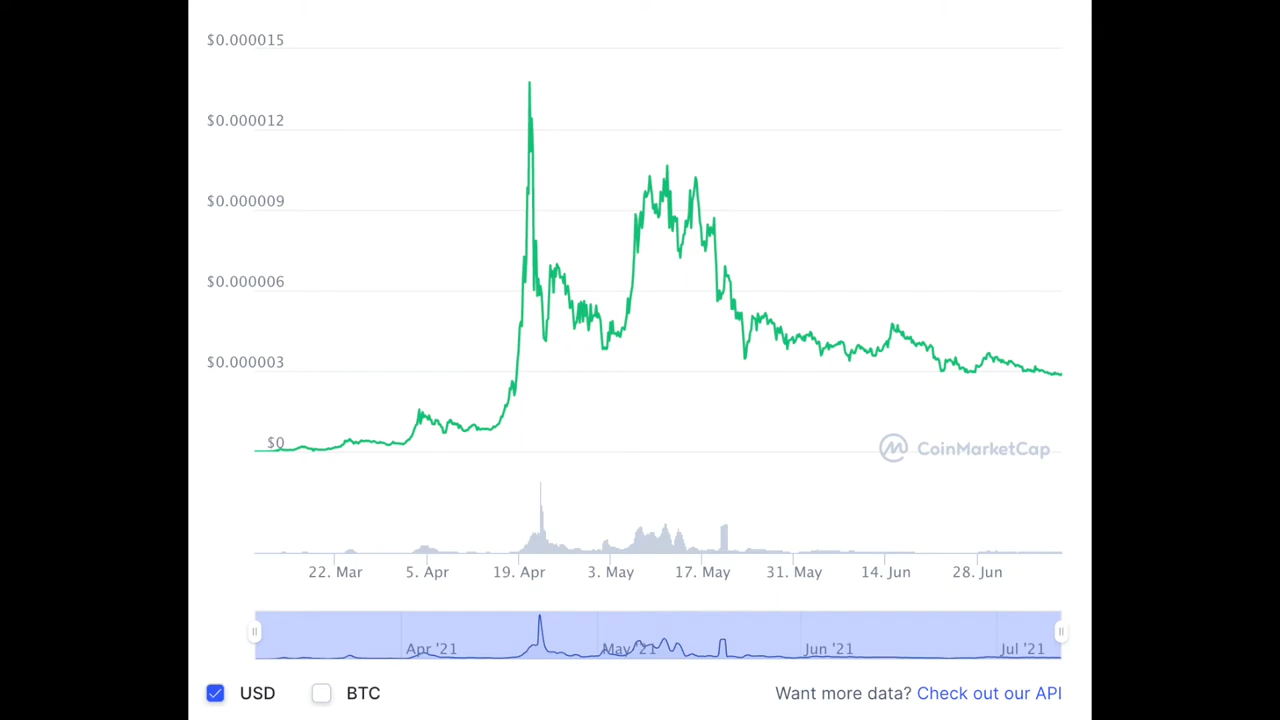 $0.000015
$0.000012
$0.000009
$0.000006
$0.000003
$0
CoinMarketCap
22. Mar 5. Apr 19. Apr 3. May 17. May 31. May 14. Jun 28. Jun
Apr '21 May '21 Jun '21 Jul '21
USD BTC Want more data? Check out our API